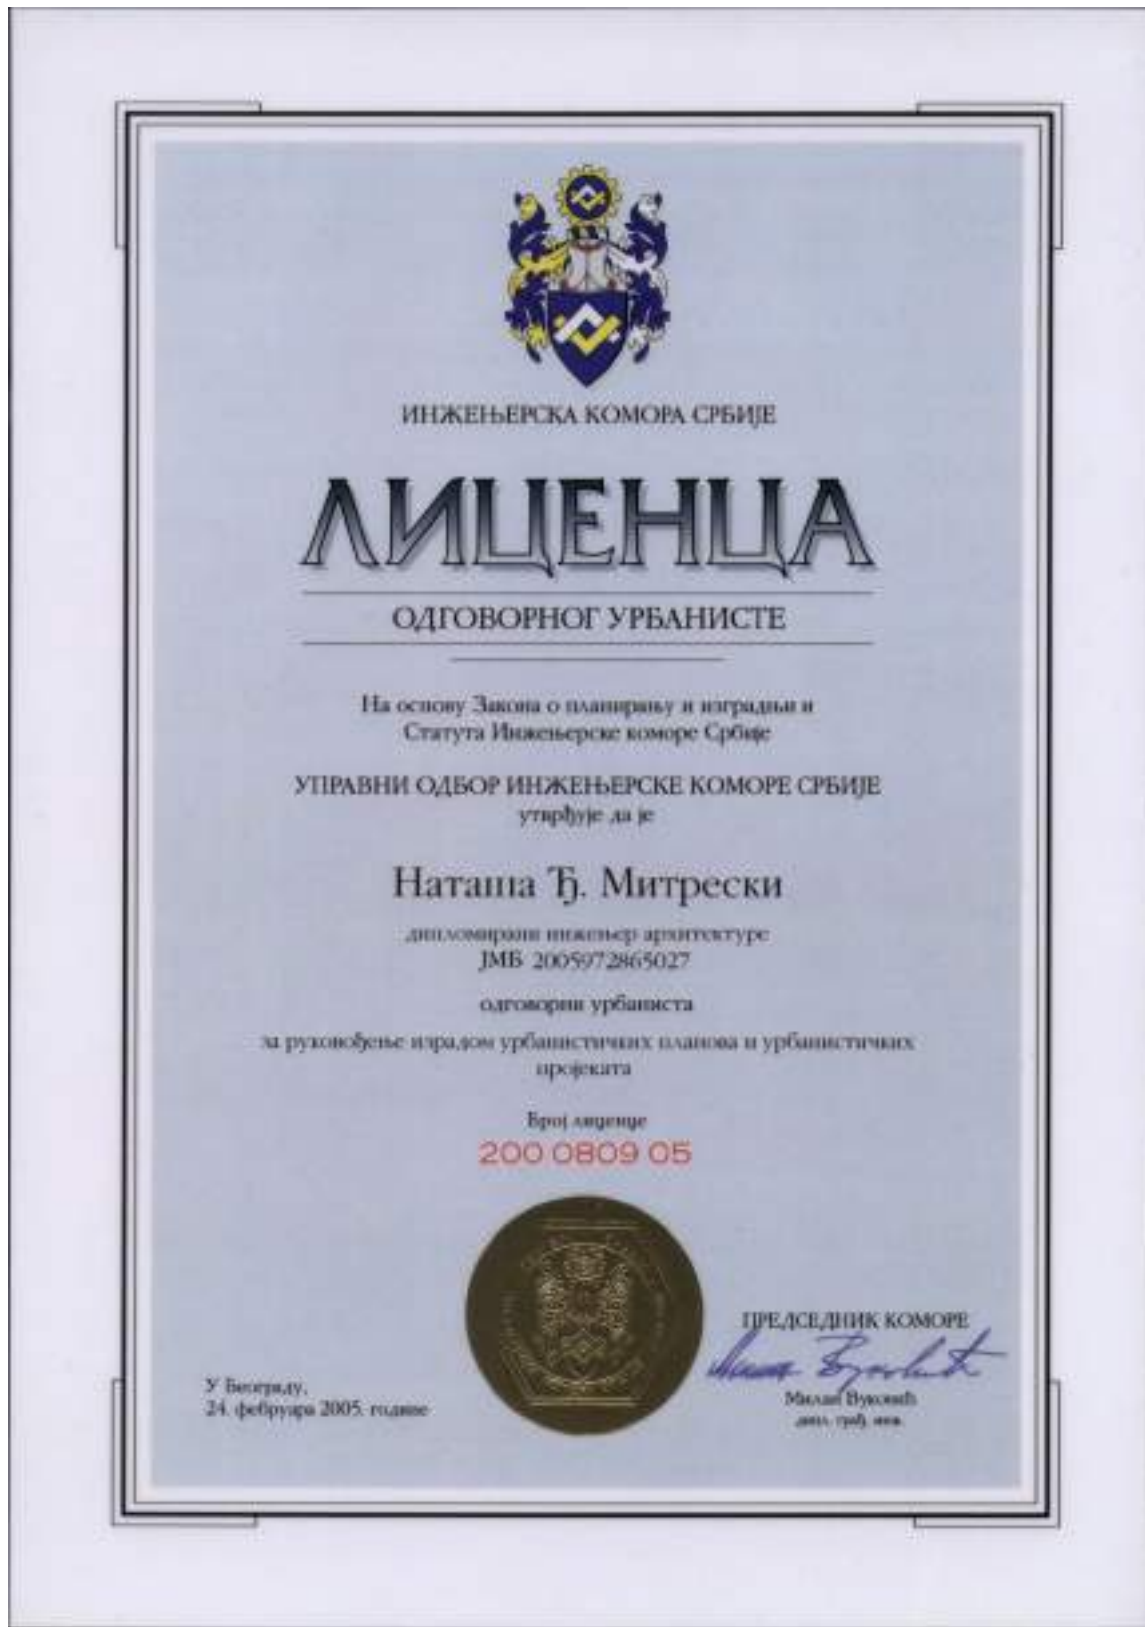 ИНЖЕЊЕРСКА КОМОРА СРБИЈЕ
ЛИЦЕНЦА
ОДГОВОРНОГ УРБАНИСТЕ
На основу Закона о планирању и изградњи и
Статута Инжењерске коморе Србије
УПРАВНИ ОДБОР ИНЖЕЊЕРСКЕ КОМОРЕ СРБИЈЕ
утврђује да је
Наташа Ђ. Митрески
дипломирани инжењер архитектуре
ЈМБ 2005972865027
одговорни урбаниста
за руковођење израдом урбанистичких планова и урбанистичких
пројеката
Број лиценце
200 0809 05
ПРЕДСЕДНИК КОМОРЕ
Милан Вуковић
дипл. грађ. инж.
У Београду,
24. фебруара 2005. године